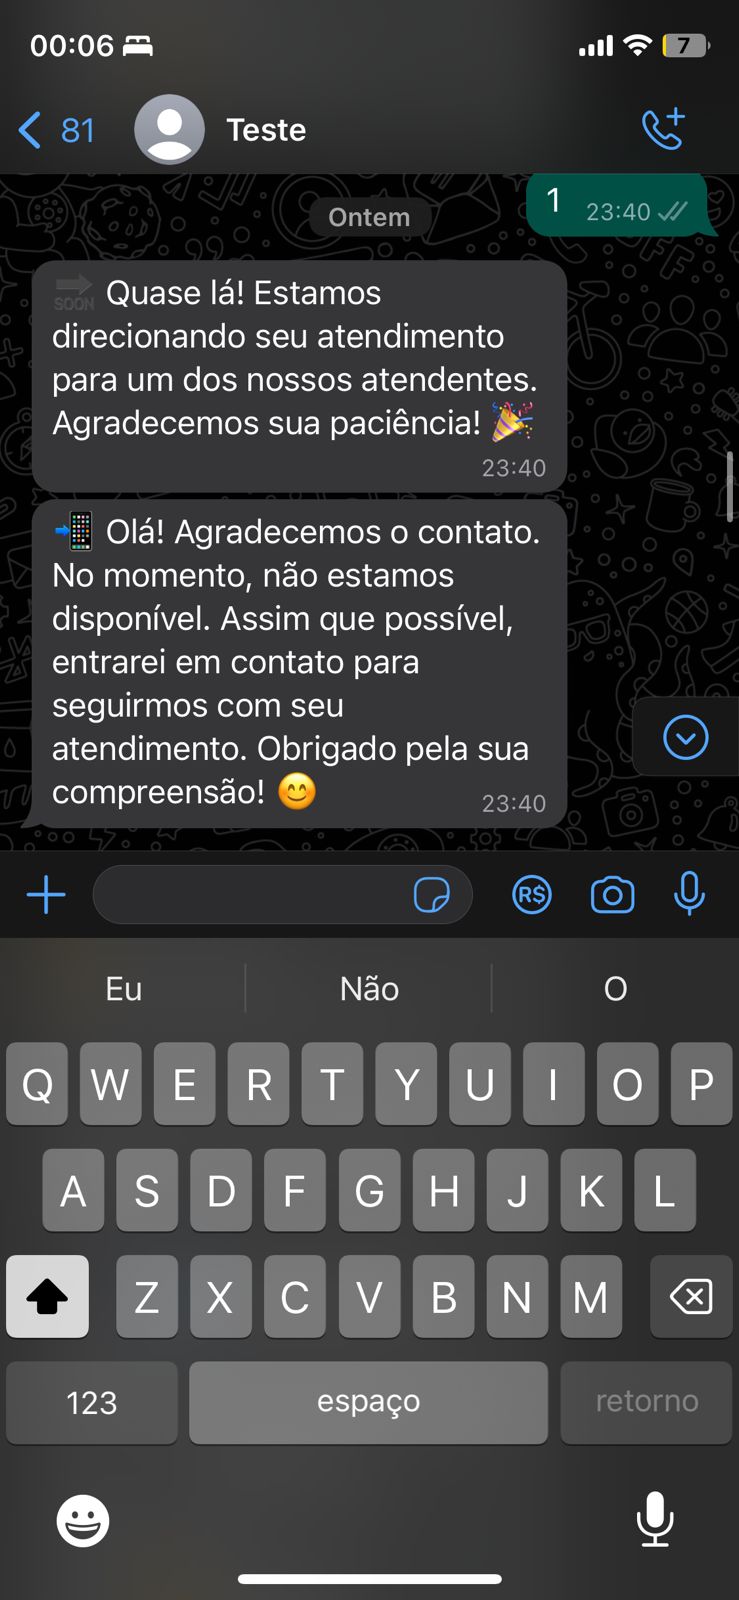 00:06 7
81 Teste
1 23:40
Ontem
SOON Quase lá! Estamos
direcionando seu atendimento
para um dos nossos atendentes.
Agradecemos sua paciência! 🎉
23:40
📲 Olá! Agradecemos o contato.
No momento, não estamos
disponível. Assim que possível,
entrarei em contato para
seguirmos com seu
atendimento. Obrigado pela sua
compreensão! 😊 23:40
R$
Eu Não O
Q W E R T Y U I O P
A S D F G H J K L
Z X C V B N M
123 espaço retorno